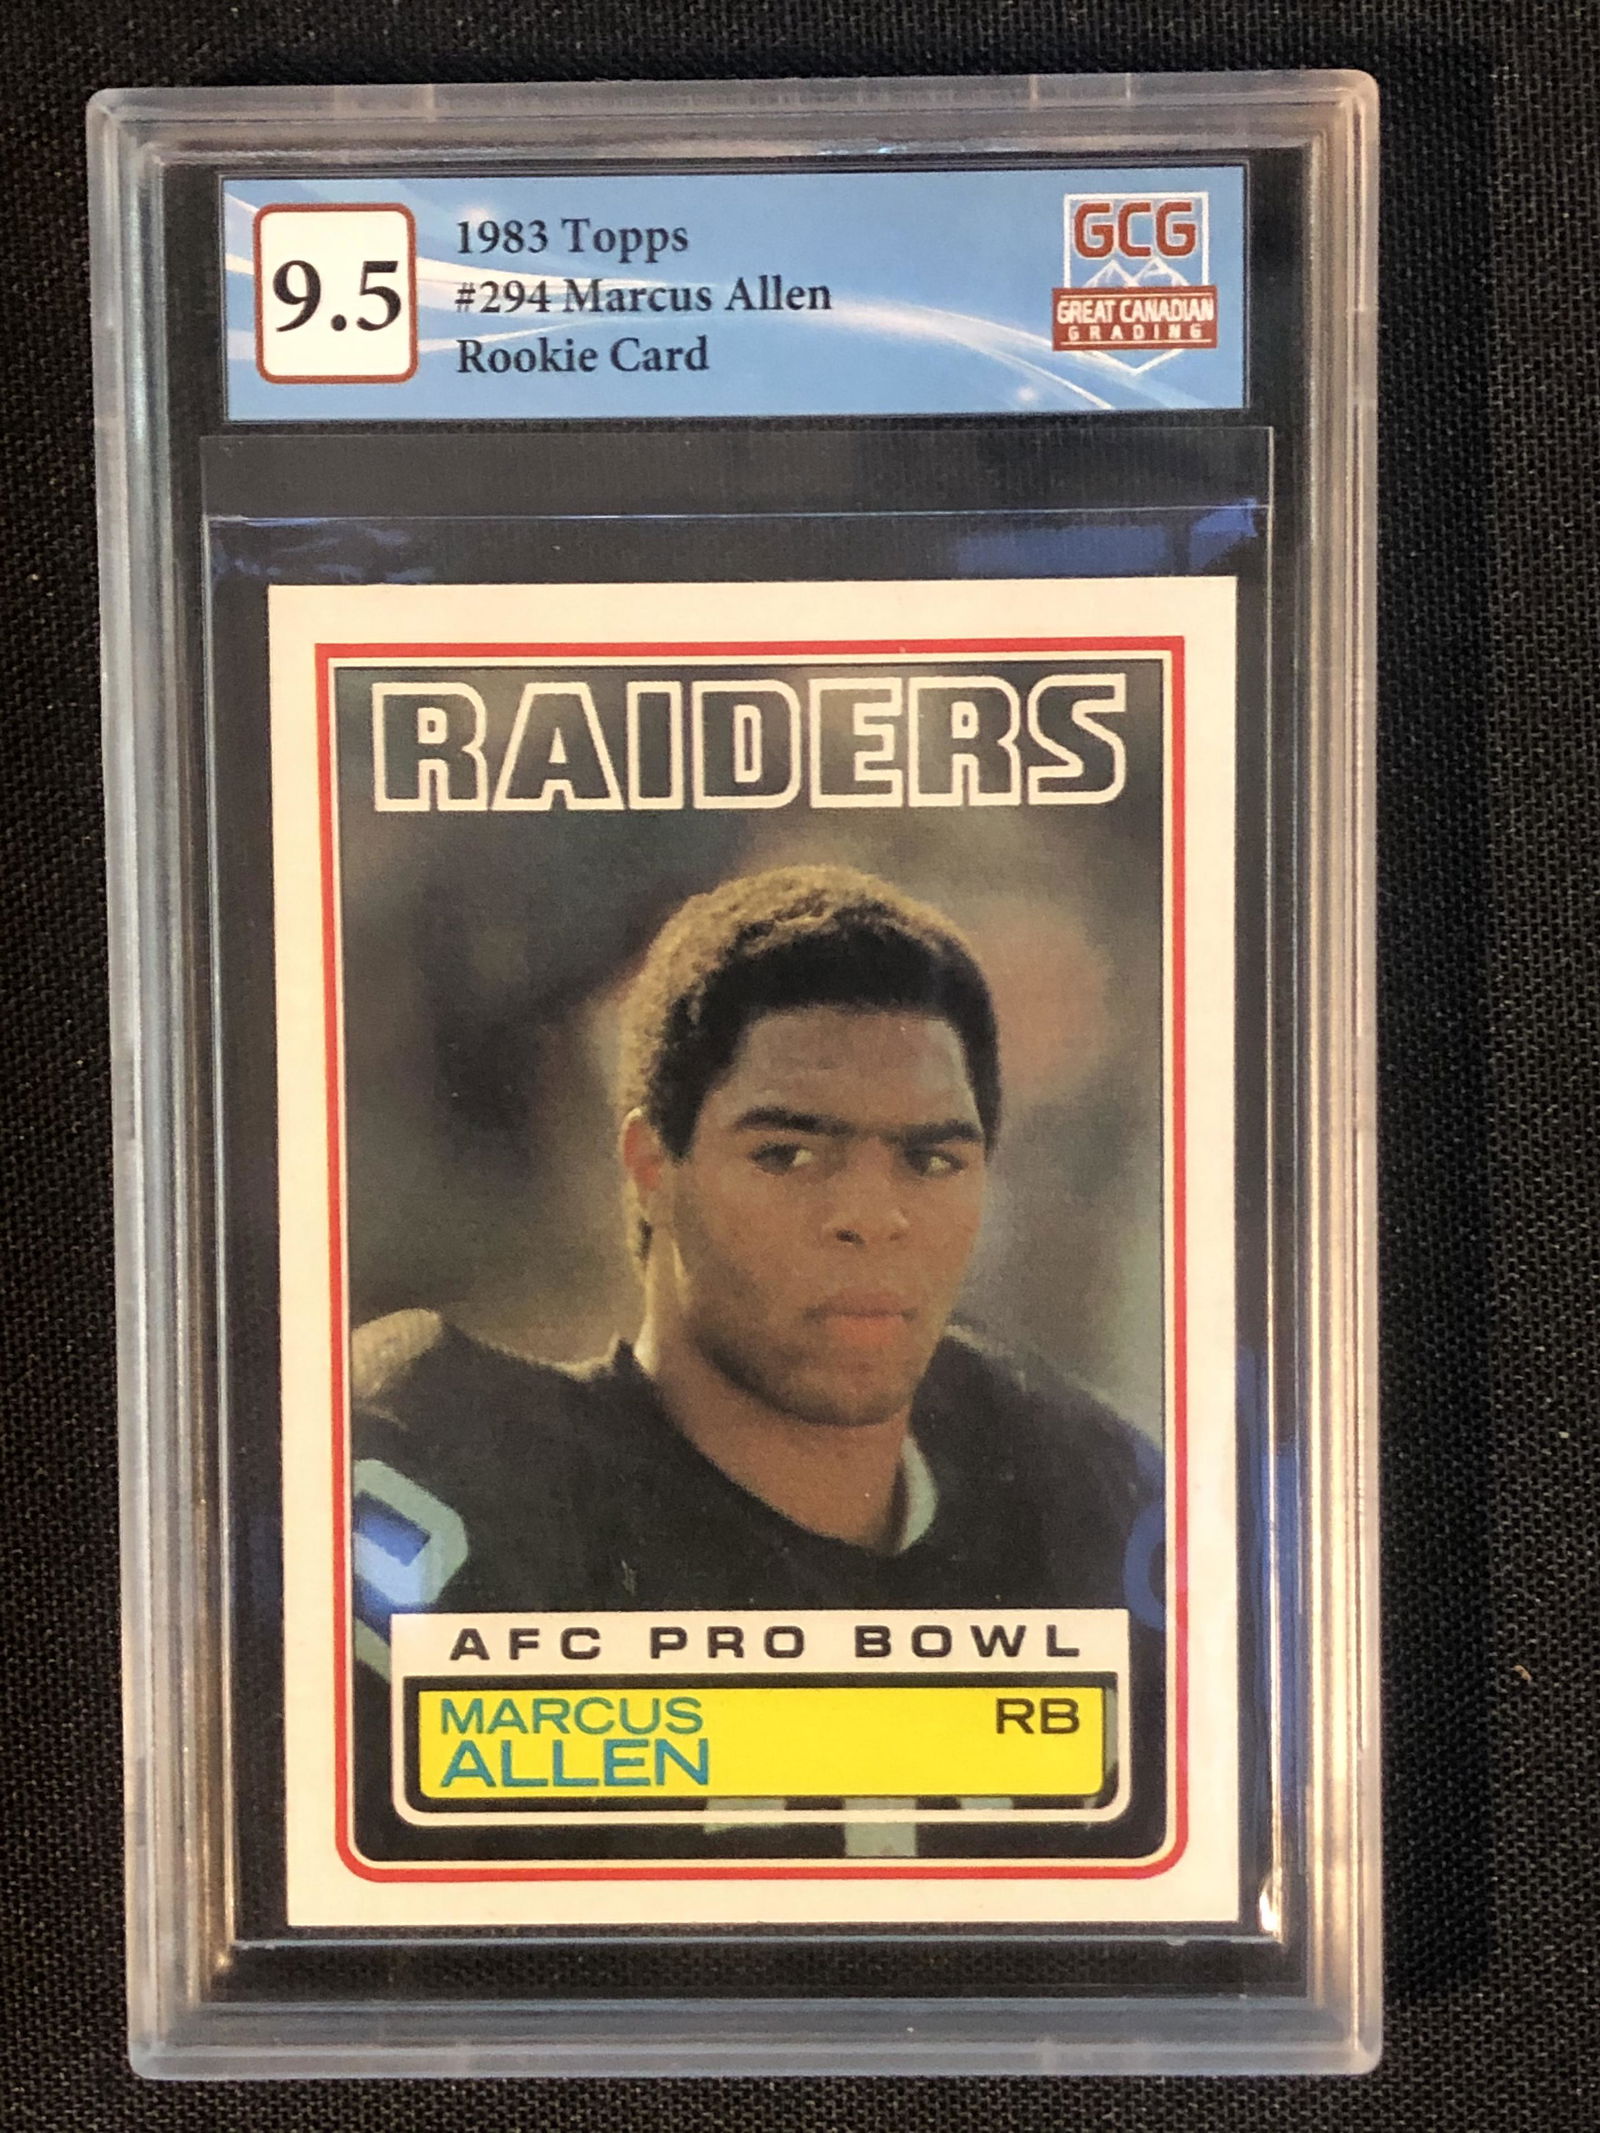 9.5
1983 Topps
#294 Marcus Allen
Rookie Card
GCG
GREAT CANADIAN
GRADING
RAIDERS
AFC PRO BOWL
MARCUS
ALLEN
RB